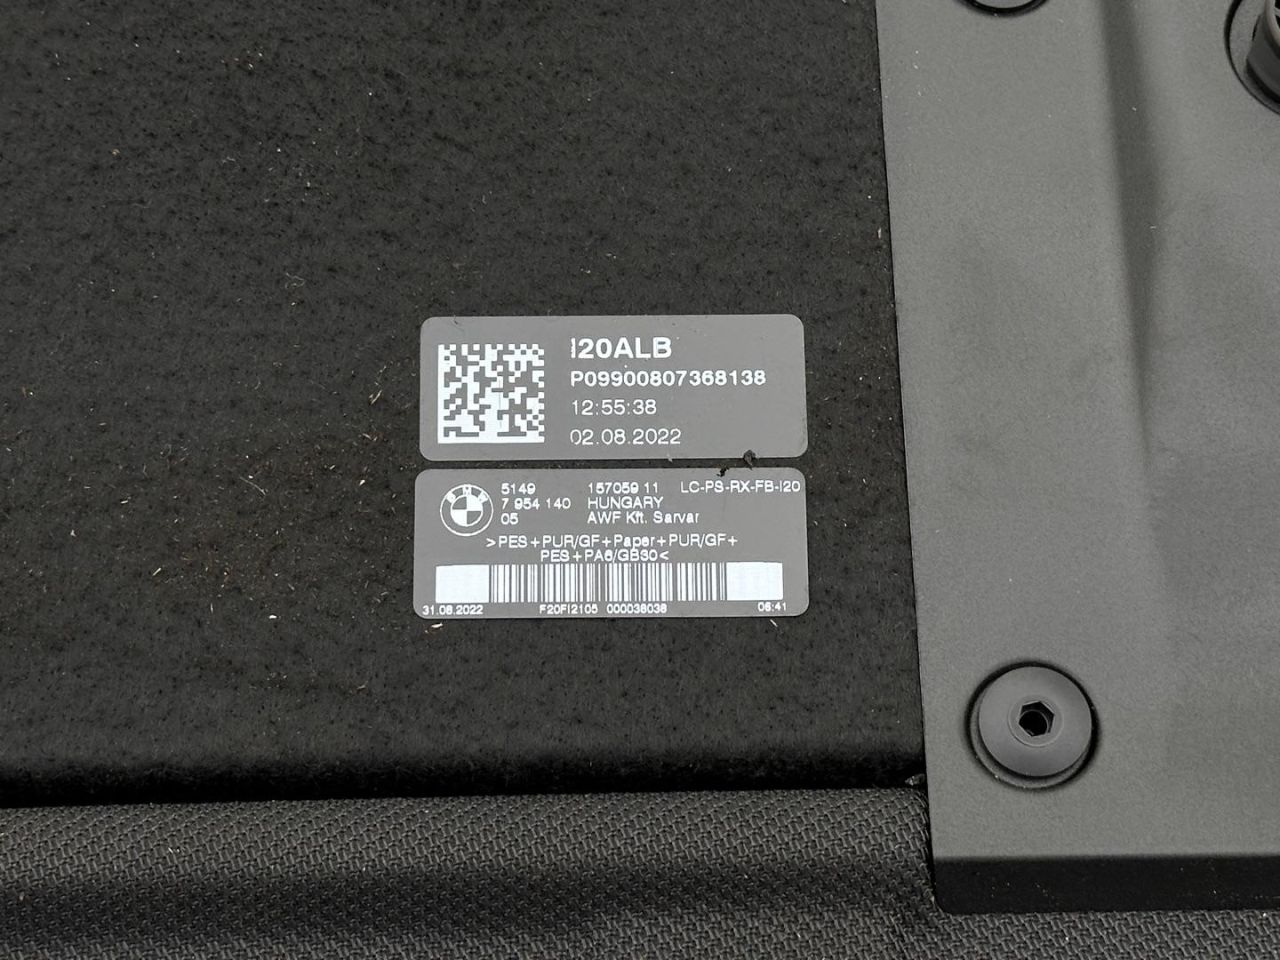 I20ALB
P09900807368138
12:55:38
02.08.2022
BMW
5149 157059 11 LC-PS-RX-FB-I20
7 954 140 HUNGARY
05 AWF Kft. Sarvar
>PES+PUR/GF+Paper+PUR/GF+
PES+PA6/GB30<
31.08.2022 F20FI2105 000038038 06:41